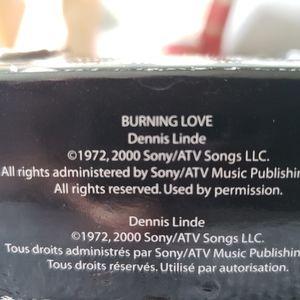 BURNING LOVE
Dennis Linde
©1972, 2000 Sony/ATV Songs LLC.
All rights administered by Sony/ATV Music Publishin
All rights reserved. Used by permission.
Dennis Linde
©1972, 2000 Sony/ATV Songs LLC.
Tous droits administrés par Sony/ATV Music Publishin
Tous droits réservés. Utilisé par autorisation.